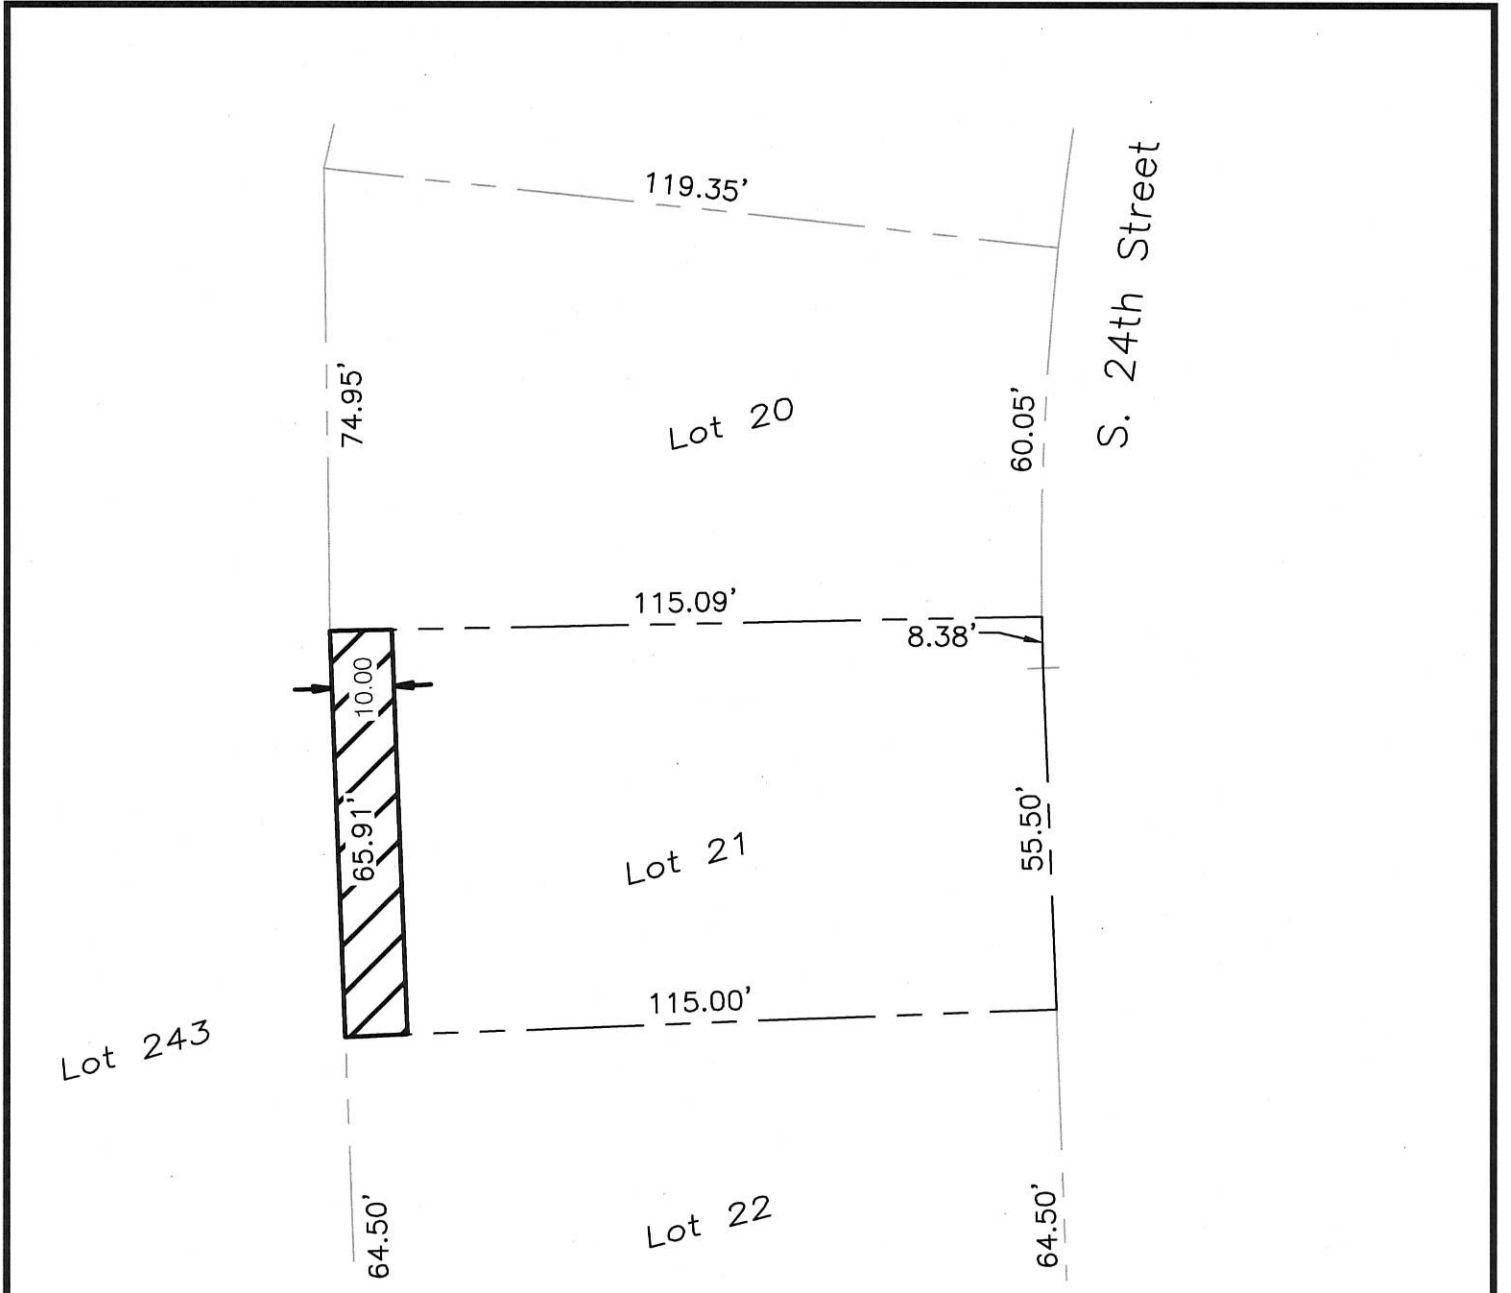 119.35'
S. 24th Street
74.95'
Lot 20
60.05'
115.09'
8.38'
10.00
65.91'
Lot 21
55.50'
115.00'
Lot 243
64.50'
Lot 22
64.50'